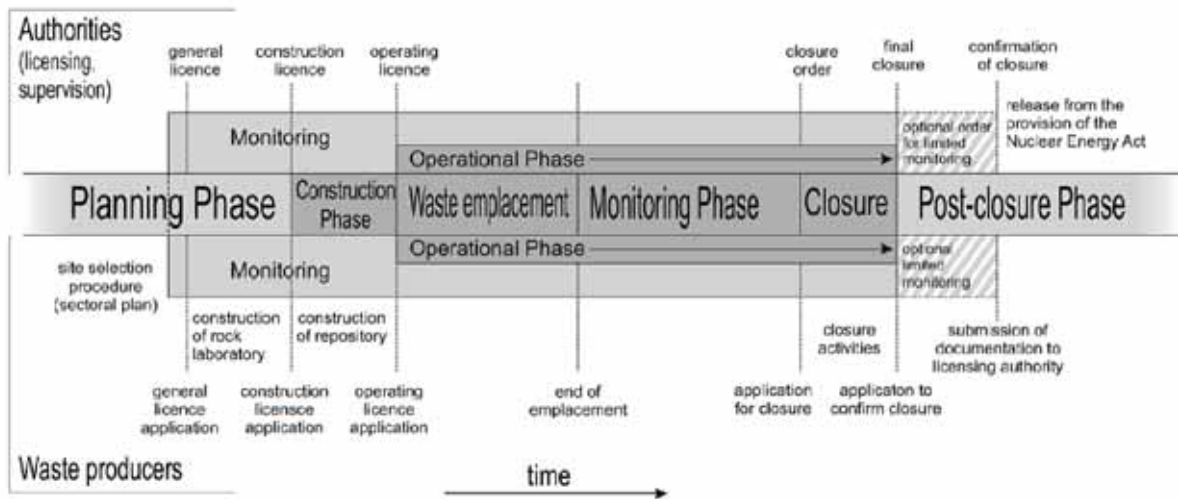 Authorities
(licensing,
supervision)
general
licence
construction
licence
operating
licence
closure
order
final
closure
confirmation
of closure
release from the
provision of the
Nuclear Energy Act
Monitoring
optional order
for limited
monitoring
Operational Phase
Planning Phase
Construction
Phase
Waste emplacement
Monitoring Phase
Closure
Post-closure Phase
Operational Phase
Monitoring
optional
limited
monitoring
site selection
procedure
(sectoral plan)
construction
of rock
laboratory
construction
of repository
closure
activities
submission of
documentation to
licensing authority
general
licence
application
construction
licensce
application
operating
licence
application
end of
emplacement
application
for closure
applicaton to
confirm closure
Waste producers
time